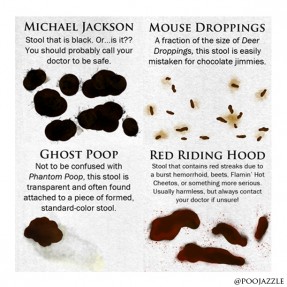 MICHAEL JACKSON
Stool that is black. Or...is it??
You should probably call your
doctor to be safe.
MOUSE DROPPINGS
A fraction of the size of Deer
Droppings, this stool is easily
mistaken for chocolate jimmies.
GHOST POOP
Not to be confused with
Phantom Poop, this stool is
transparent and often found
attached to a piece of formed,
standard-color stool.
RED RIDING HOOD
Stool that contains red streaks due to
a burst hemorrhoid, beets, Flamin' Hot
Cheetos, or something more serious.
Usually harmless, but always contact
your doctor if unsure!
@POOJAZZLE